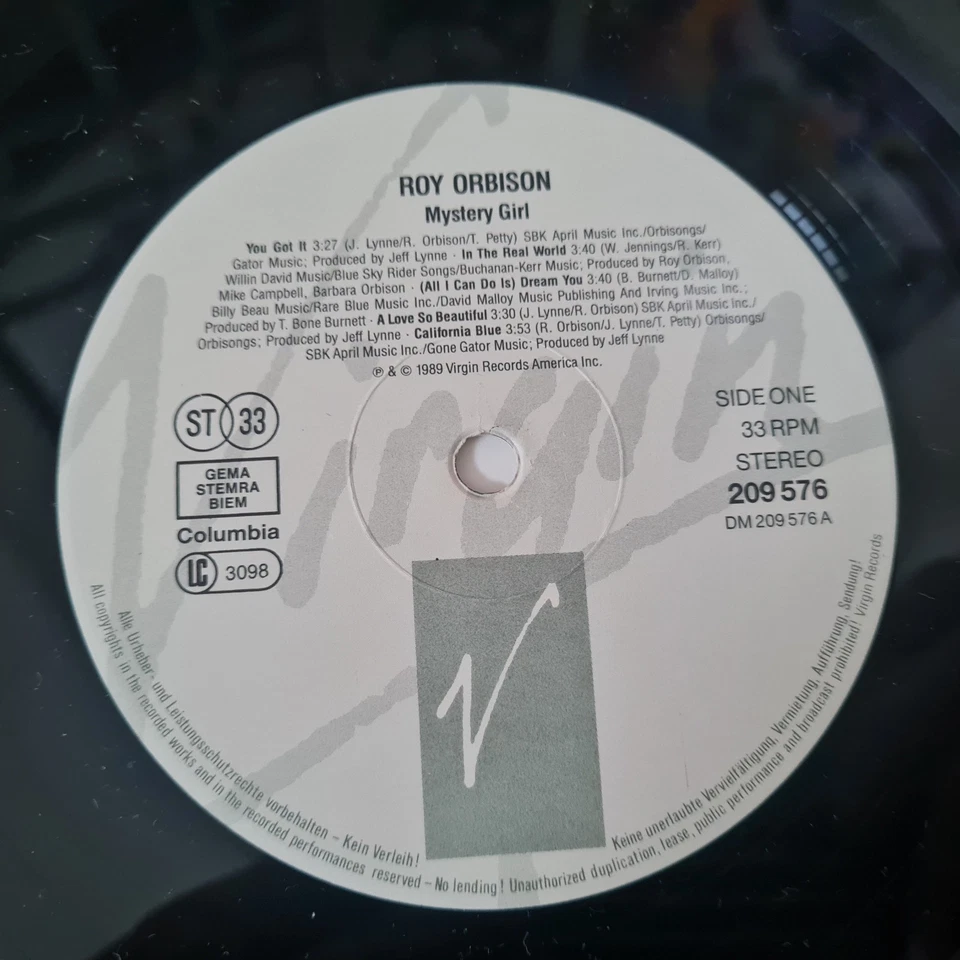 ROY ORBISON
Mystery Girl
You Got It 3:27 (J. Lynne/R. Orbison/T. Petty) SBK April Music Inc./Orbisongs/
Gator Music; Produced by Jeff Lynne · In The Real World 3:40 (W. Jennings/R. Kerr)
Willin David Music/Blue Sky Rider Songs/Buchanan-Kerr Music; Produced by Roy Orbison,
Mike Campbell, Barbara Orbison · (All I Can Do Is) Dream You 3:40 (B. Burnett/D. Malloy)
Billy Beau Music/Rare Blue Music Inc./David Malloy Music Publishing And Irving Music Inc.;
Produced by T. Bone Burnett · A Love So Beautiful 3:30 (J. Lynne/R. Orbison) SBK April Music Inc./
Orbisongs; Produced by Jeff Lynne · California Blue 3:53 (R. Orbison/J. Lynne/T. Petty) Orbisongs/
SBK April Music Inc./Gone Gator Music; Produced by Jeff Lynne
℗ & © 1989 Virgin Records America Inc.
Virgin
ST 33
GEMA
STEMRA
BIEM
Columbia
LC 3098
SIDE ONE
33 RPM
STEREO
209 576
DM 209 576 A
V
Alle Urheber- und Leistungsschutzrechte vorbehalten – Kein Verleih! Keine unerlaubte Vervielfältigung, Vermietung, Aufführung, Sendung!
All copyrights in the recorded works and in the recorded performances reserved – No lending! Unauthorized duplication, lease, public performance and broadcast prohibited! Virgin Records